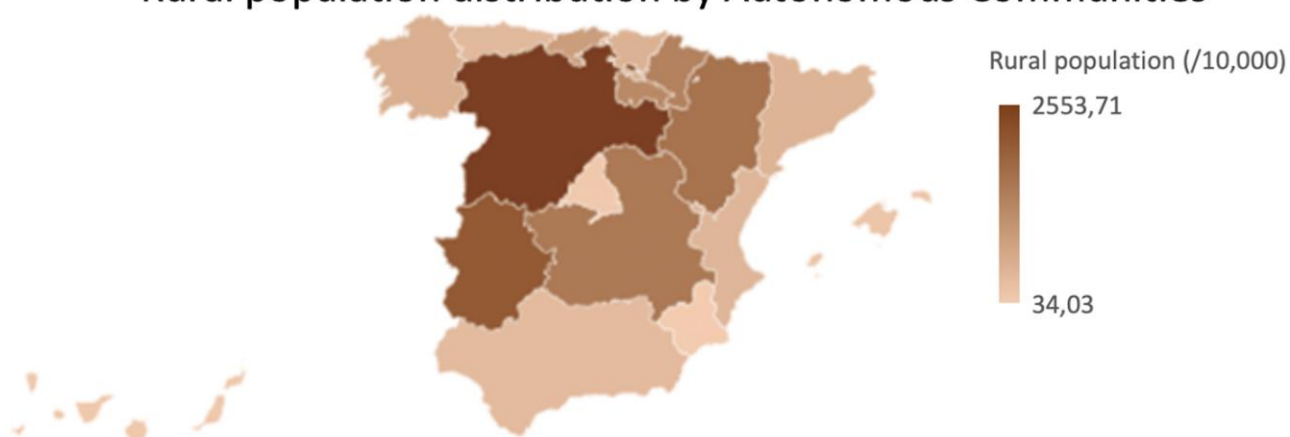 Rural population distribution by Autonomous Communities
Rural population (/10,000)
2553,71
34,03